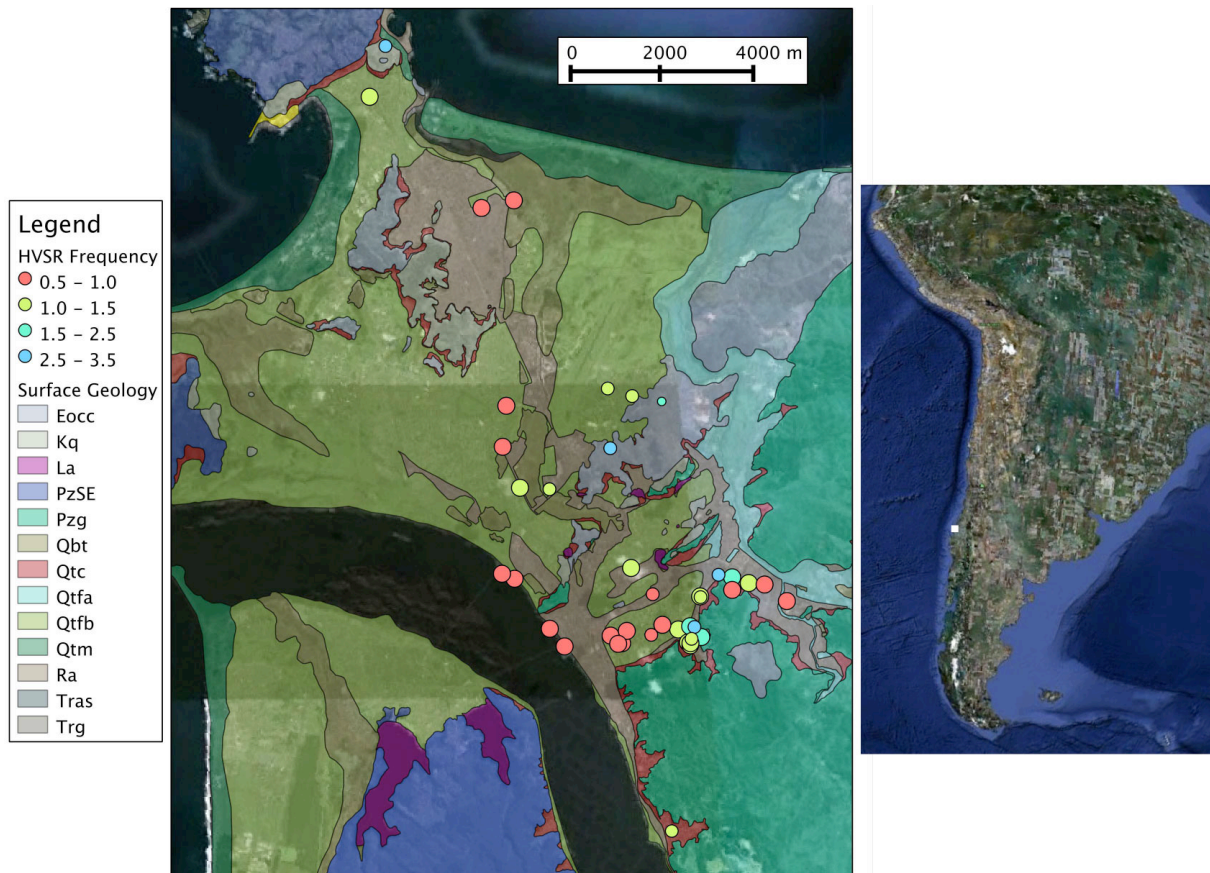 0 2000 4000 m
Legend
HVSR Frequency
0.5 – 1.0
1.0 – 1.5
1.5 – 2.5
2.5 – 3.5
Surface Geology
Eocc
Kq
La
PzSE
Pzg
Qbt
Qtc
Qtfa
Qtfb
Qtm
Ra
Tras
Trg